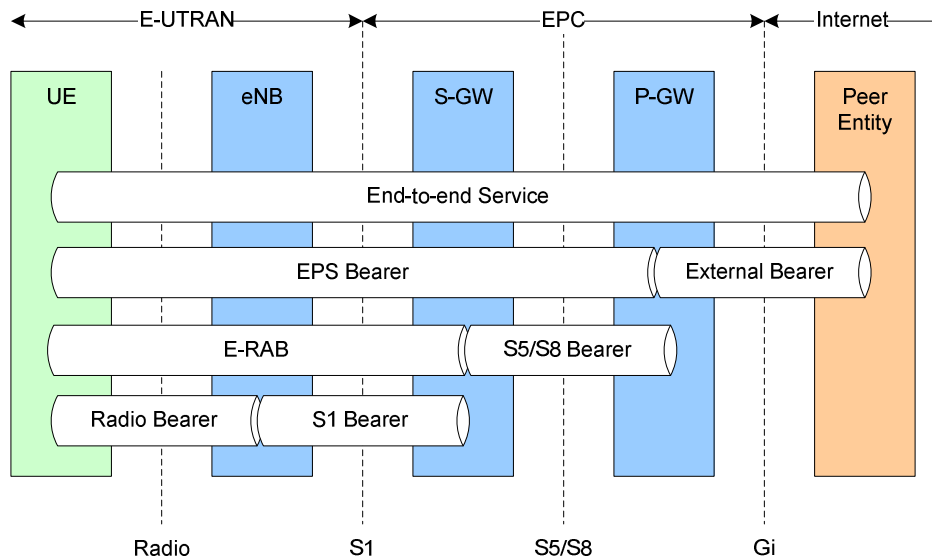 E-UTRAN EPC Internet
UE eNB S-GW P-GW Peer
Entity
End-to-end Service
EPS Bearer External Bearer
E-RAB S5/S8 Bearer
Radio Bearer S1 Bearer
Radio S1 S5/S8 Gi